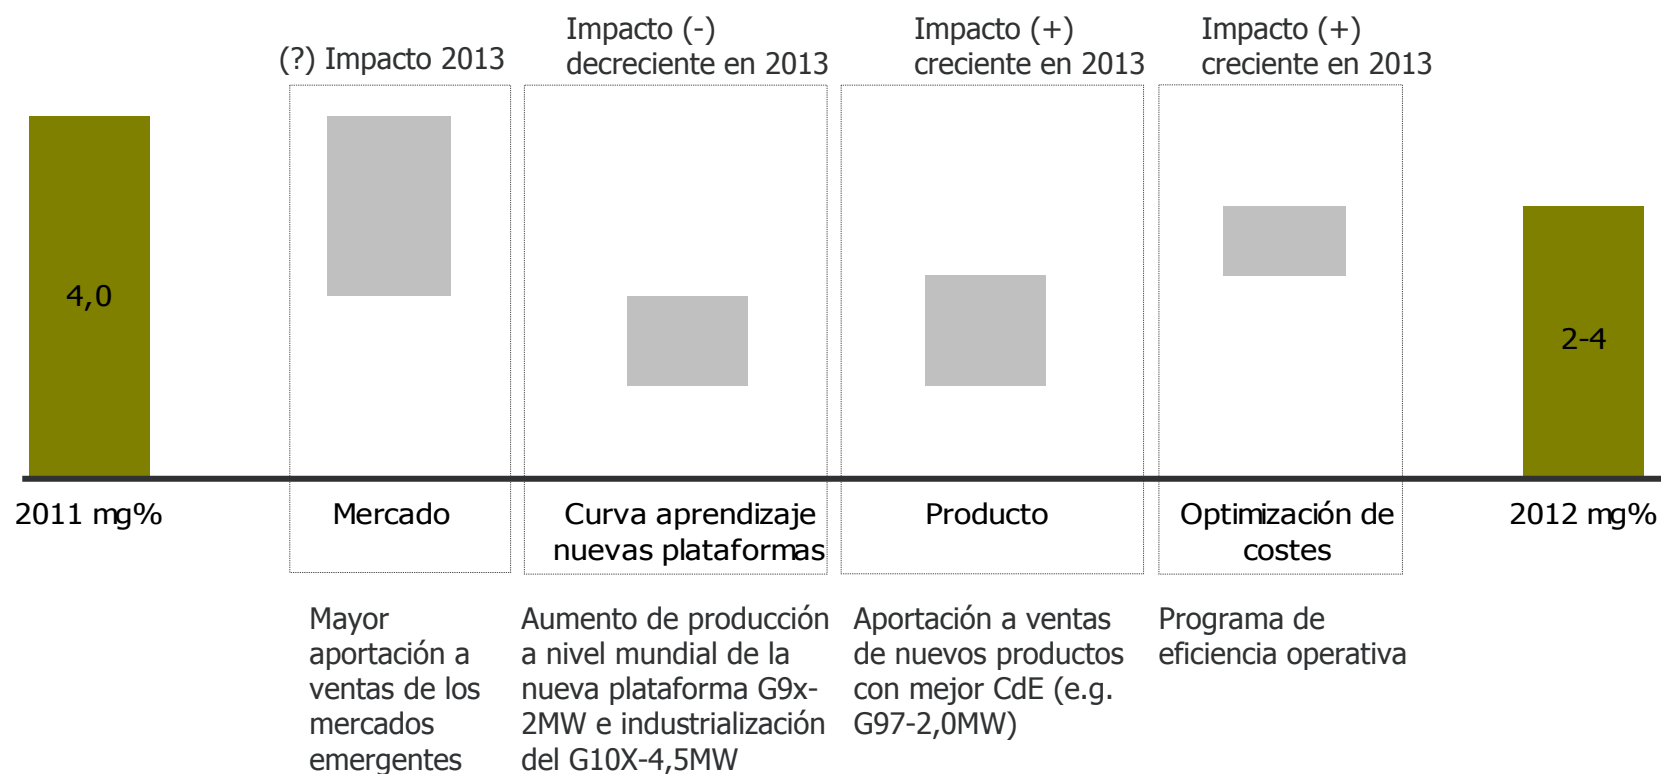 (?) Impacto 2013
Impacto (-)
decreciente en 2013
Impacto (+)
creciente en 2013
Impacto (+)
creciente en 2013
4,0
2-4
2011 mg%
Mercado
Curva aprendizaje
nuevas plataformas
Producto
Optimización de
costes
2012 mg%
Mayor
aportación a
ventas de los
mercados
emergentes
Aumento de producción
a nivel mundial de la
nueva plataforma G9x-
2MW e industrialización
del G10X-4,5MW
Aportación a ventas
de nuevos productos
con mejor CdE (e.g.
G97-2,0MW)
Programa de
eficiencia operativa